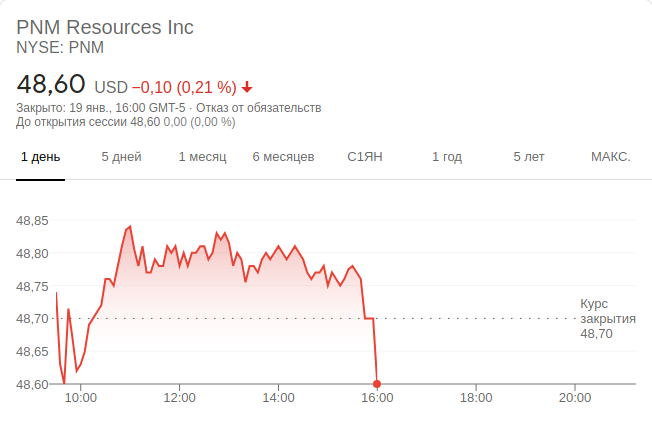 PNM Resources Inc
NYSE: PNM
48,60 USD −0,10 (0,21 %)
Закрыто: 19 янв., 16:00 GMT-5 · Отказ от обязательств
До открытия сессии 48,60 0,00 (0,00 %)
1 день 5 дней 1 месяц 6 месяцев С1ЯН 1 год 5 лет МАКС.
48,85
48,80
48,75
48,70
48,65
48,60
Курс
закрытия
48,70
10:00 12:00 14:00 16:00 18:00 20:00